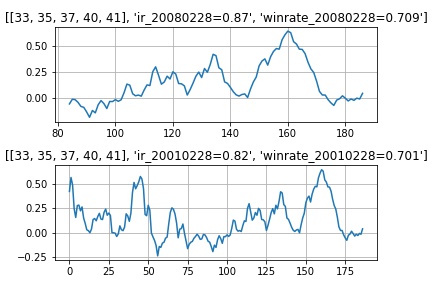 [[33, 35, 37, 40, 41], 'ir_20080228=0.87', 'winrate_20080228=0.709']
0.50
0.25
0.00
80 100 120 140 160 180
[[33, 35, 37, 40, 41], 'ir_20010228=0.82', 'winrate_20010228=0.701']
0.50
0.25
0.00
−0.25
0 25 50 75 100 125 150 175